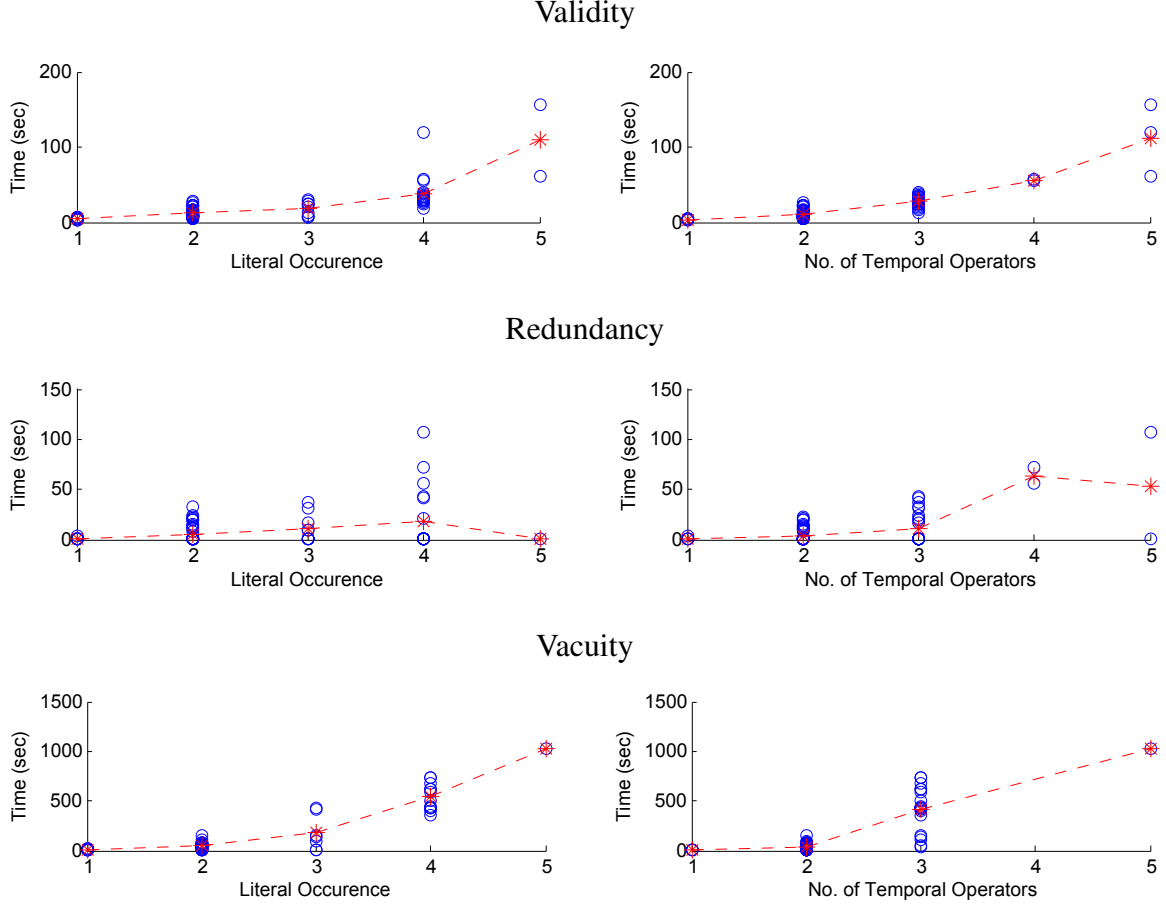 Validity
200
100
0
Time (sec)
1 2 3 4 5
Literal Occurence
200
100
0
Time (sec)
1 2 3 4 5
No. of Temporal Operators
Redundancy
150
100
50
0
Time (sec)
1 2 3 4 5
Literal Occurence
150
100
50
0
Time (sec)
1 2 3 4 5
No. of Temporal Operators
Vacuity
1500
1000
500
0
Time (sec)
1 2 3 4 5
Literal Occurence
1500
1000
500
0
Time (sec)
1 2 3 4 5
No. of Temporal Operators